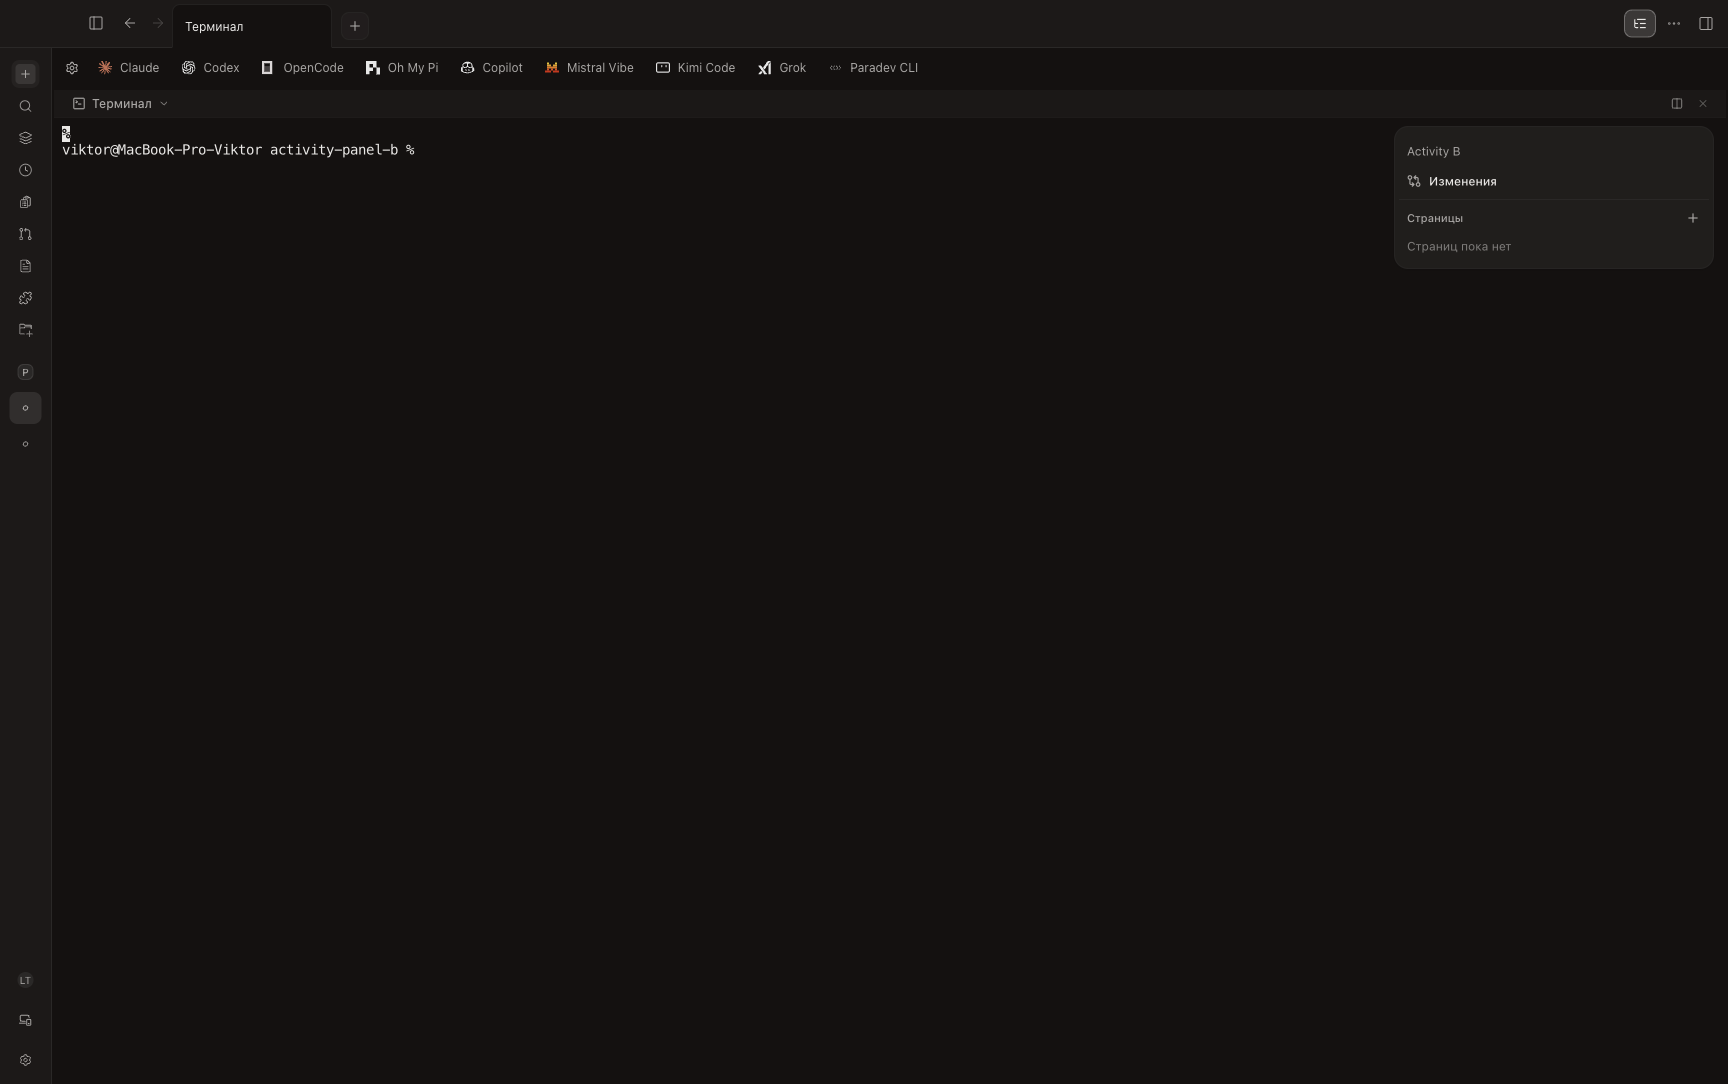 Терминал
Claude
Codex
OpenCode
Oh My Pi
Copilot
Mistral Vibe
Kimi Code
Grok
Paradev CLI
Терминал
%
viktor@MacBook-Pro-Viktor activity-panel-b %
Activity B
Изменения
Страницы
Страниц пока нет
P
LT